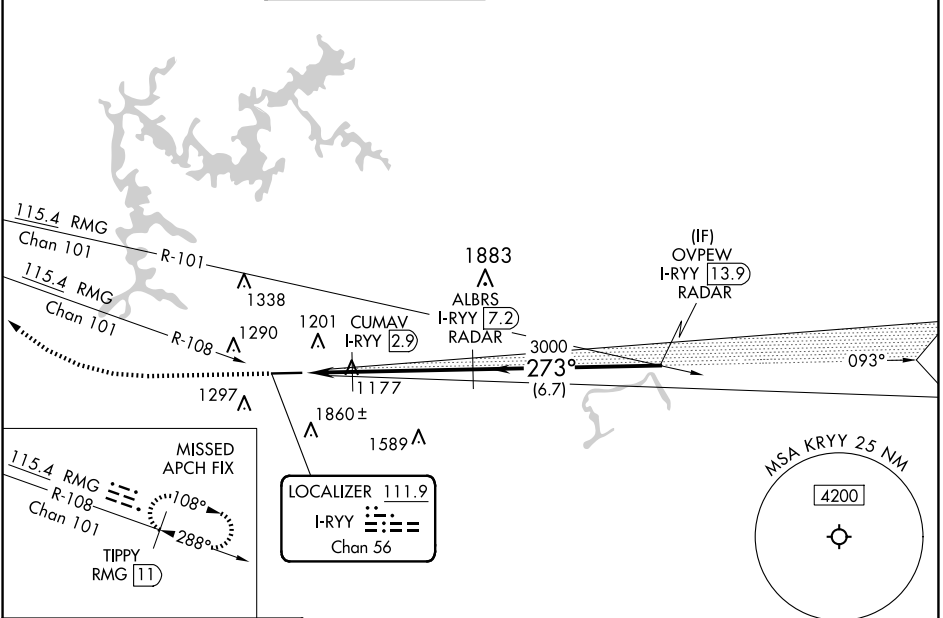 115.4 RMG
Chan 101
R-101
115.4 RMG
Chan 101
R-108
1338
1290
1201
1297
CUMAV
I-RYY 2.9
1177
1883
ALBRS
I-RYY 7.2
RADAR
(IF)
OVPEW
I-RYY 13.9
RADAR
3000
273°
(6.7)
093°
1860±
1589
MISSED
APCH FIX
115.4 RMG
R-108
Chan 101
108°
288°
TIPPY
RMG 11
LOCALIZER 111.9
I-RYY
Chan 56
MSA KRYY 25 NM
4200